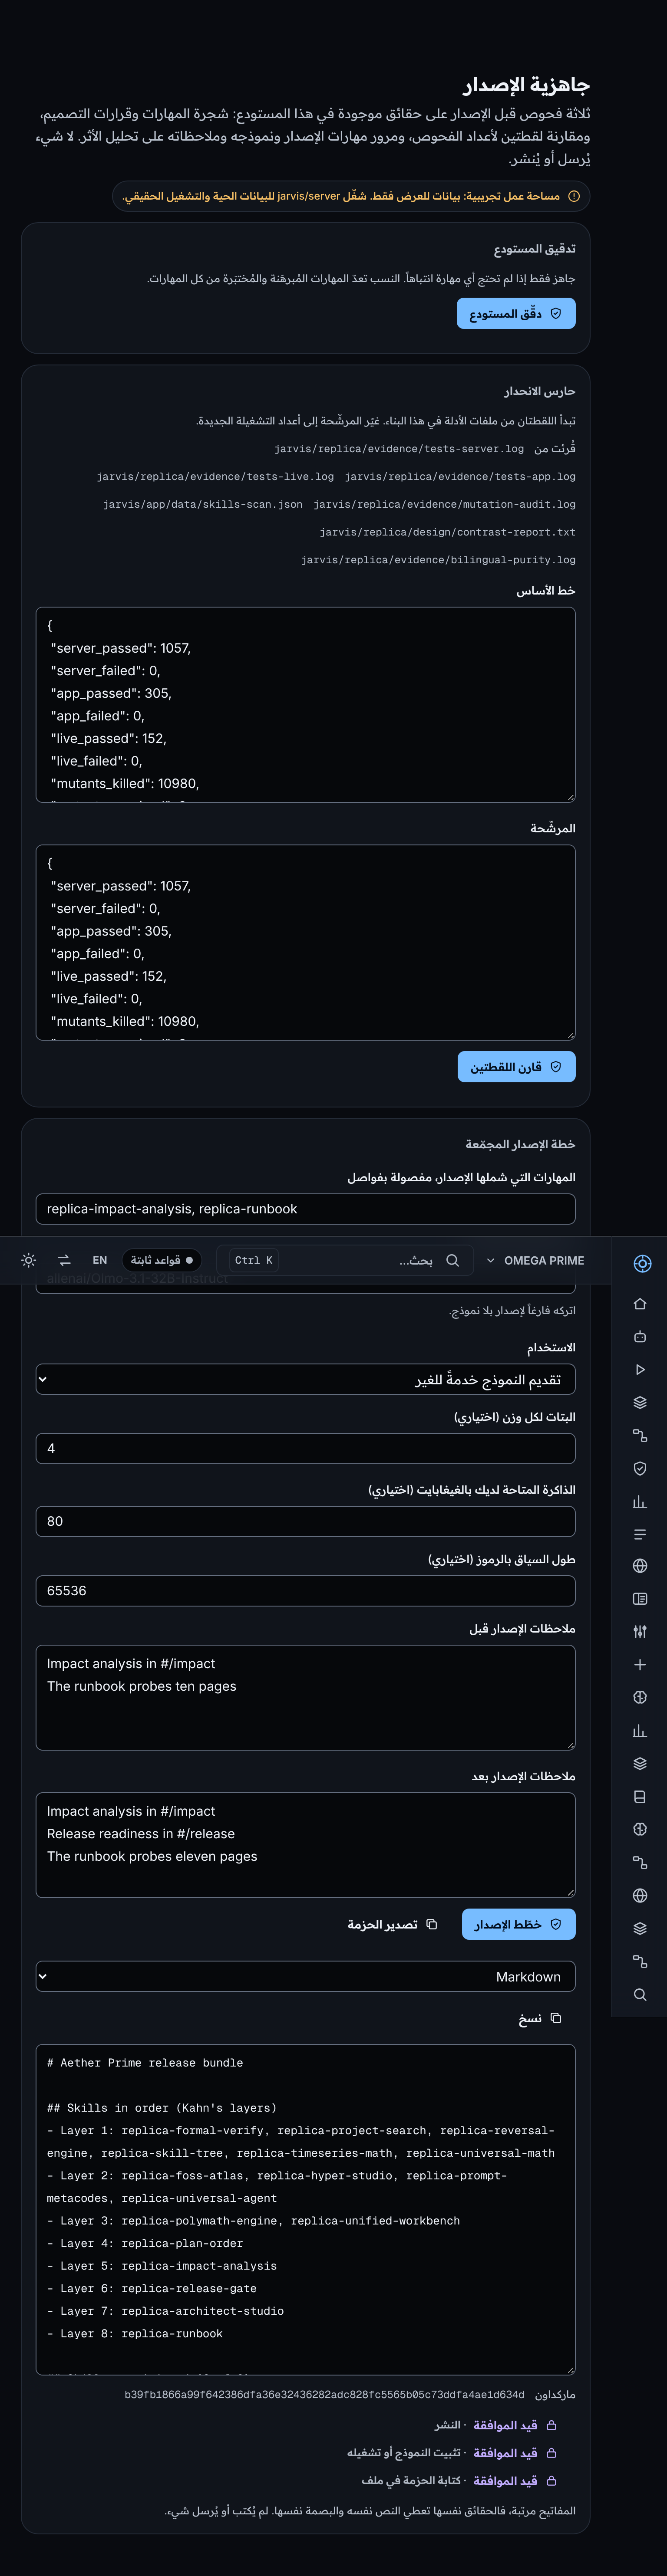 جاهزية الإصدار
ثلاثة فحوص قبل الإصدار على حقائق موجودة في هذا المستودع: شجرة المهارات وقرارات التصميم،
ومقارنة لقطتين لأعداد الفحوص، ومرور مهارات الإصدار ونموذجه وملاحظاته على تحليل الأثر. لا شيء
يُرسل أو يُنشر.
مساحة عمل تجريبية: بيانات للعرض فقط. شغّل jarvis/server للبيانات الحية والتشغيل الحقيقي.
تدقيق المستودع
جاهز فقط إذا لم تحتج أي مهارة انتباهاً. النسب تعدّ المهارات المُبرهَنة والمُختبَرة من كل المهارات.
دقّق المستودع
حارس الانحدار
تبدأ اللقطتان من ملفات الأدلة في هذا البناء. غيّر المرشّحة إلى أعداد التشغيلة الجديدة.
قُرئت من jarvis/replica/evidence/tests-server.log
jarvis/replica/evidence/tests-app.log jarvis/replica/evidence/tests-live.log
jarvis/replica/evidence/mutation-audit.log jarvis/app/data/skills-scan.json
jarvis/replica/design/contrast-report.txt
jarvis/replica/evidence/bilingual-purity.log
خط الأساس
{
"server_passed": 1057,
"server_failed": 0,
"app_passed": 305,
"app_failed": 0,
"live_passed": 152,
"live_failed": 0,
"mutants_killed": 10980,
المرشّحة
{
"server_passed": 1057,
"server_failed": 0,
"app_passed": 305,
"app_failed": 0,
"live_passed": 152,
"live_failed": 0,
"mutants_killed": 10980,
قارن اللقطتين
خطة الإصدار المجمّعة
المهارات التي شملها الإصدار، مفصولة بفواصل
replica-impact-analysis, replica-runbook
OMEGA PRIME
بحث...
Ctrl K
قواعد ثابتة
EN
allenai/Olmo-3.1-32B-Instruct
اتركه فارغاً لإصدار بلا نموذج.
الاستخدام
تقديم النموذج خدمةً للغير
البتات لكل وزن (اختياري)
4
الذاكرة المتاحة لديك بالغيغابايت (اختياري)
80
طول السياق بالرموز (اختياري)
65536
ملاحظات الإصدار قبل
Impact analysis in #/impact
The runbook probes ten pages
ملاحظات الإصدار بعد
Impact analysis in #/impact
Release readiness in #/release
The runbook probes eleven pages
خطّط الإصدار
تصدير الحزمة
Markdown
نسخ
# Aether Prime release bundle
## Skills in order (Kahn's layers)
- Layer 1: replica-formal-verify, replica-project-search, replica-reversal-
engine, replica-skill-tree, replica-timeseries-math, replica-universal-math
- Layer 2: replica-foss-atlas, replica-hyper-studio, replica-prompt-
metacodes, replica-universal-agent
- Layer 3: replica-polymath-engine, replica-unified-workbench
- Layer 4: replica-plan-order
- Layer 5: replica-impact-analysis
- Layer 6: replica-release-gate
- Layer 7: replica-architect-studio
- Layer 8: replica-runbook
ماركداون b39fb1866a99f642386dfa36e32436282adc828fc5565b05c73ddfa4ae1d634d
قيد الموافقة · النشر
قيد الموافقة · تثبيت النموذج أو تشغيله
قيد الموافقة · كتابة الحزمة في ملف
المفاتيح مرتبة، فالحقائق نفسها تعطي النص نفسه والبصمة نفسها. لم يُكتب أو يُرسل شيء.